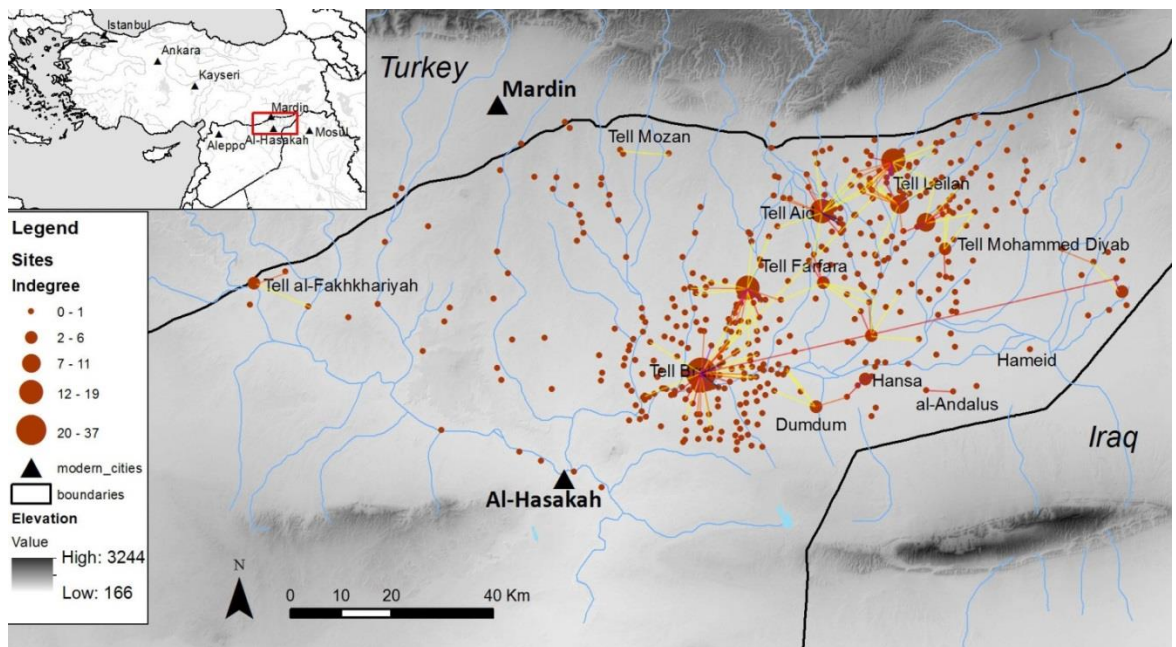 Istanbul
Ankara
Kayseri
Mardin
Aleppo
Al-Hasakah
Mosul
Turkey
Mardin
Tell Mozan
Tell Leilan
Tell Aid
Tell Mohammed Diyab
Tell Farfara
Tell al-Fakhkhariyah
Tell
Hameid
Hansa
al-Andalus
Dumdum
Iraq
Al-Hasakah
Legend
Sites
Indegree
0 - 1
2 - 6
7 - 11
12 - 19
20 - 37
modern_cities
boundaries
Elevation
Value
High: 3244
Low: 166
N
0 10 20 40 Km